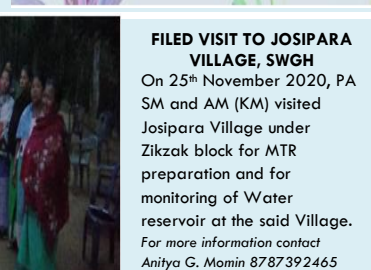 FILED VISIT TO JOSIPARA
VILLAGE, SWGH
On 25th November 2020, PA
SM and AM (KM) visited
Josipara Village under
Zikzak block for MTR
preparation and for
monitoring of Water
reservoir at the said Village.
For more information contact
Anitya G. Momin 8787392465